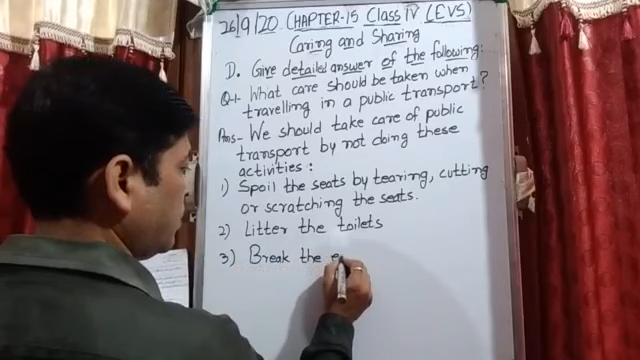 26/9/20. CHAPTER-15 Class IV (EVS)
Caring and Sharing
D. Give detailed answer of the following:
Q-1. What care should be taken when
travelling in a public transport?
Ans- We should take care of public
transport by not doing these
activities:
1) Spoil the seats by tearing, cutting
or scratching the seats.
2) Litter the toilets
3) Break the